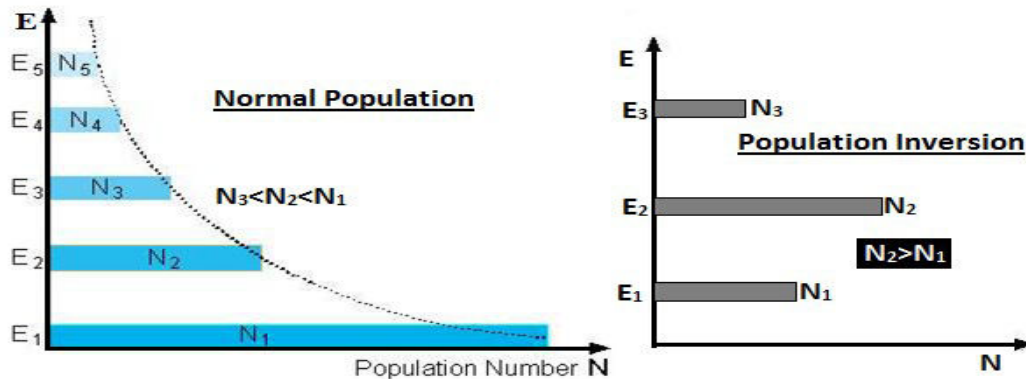 E
E₅ N₅
E₄ N₄
Normal Population
E₃ N₃
N₃<N₂<N₁
E₂ N₂
E₁ N₁
Population Number N
E
E₃ N₃
Population Inversion
E₂ N₂
N₂>N₁
E₁ N₁
N